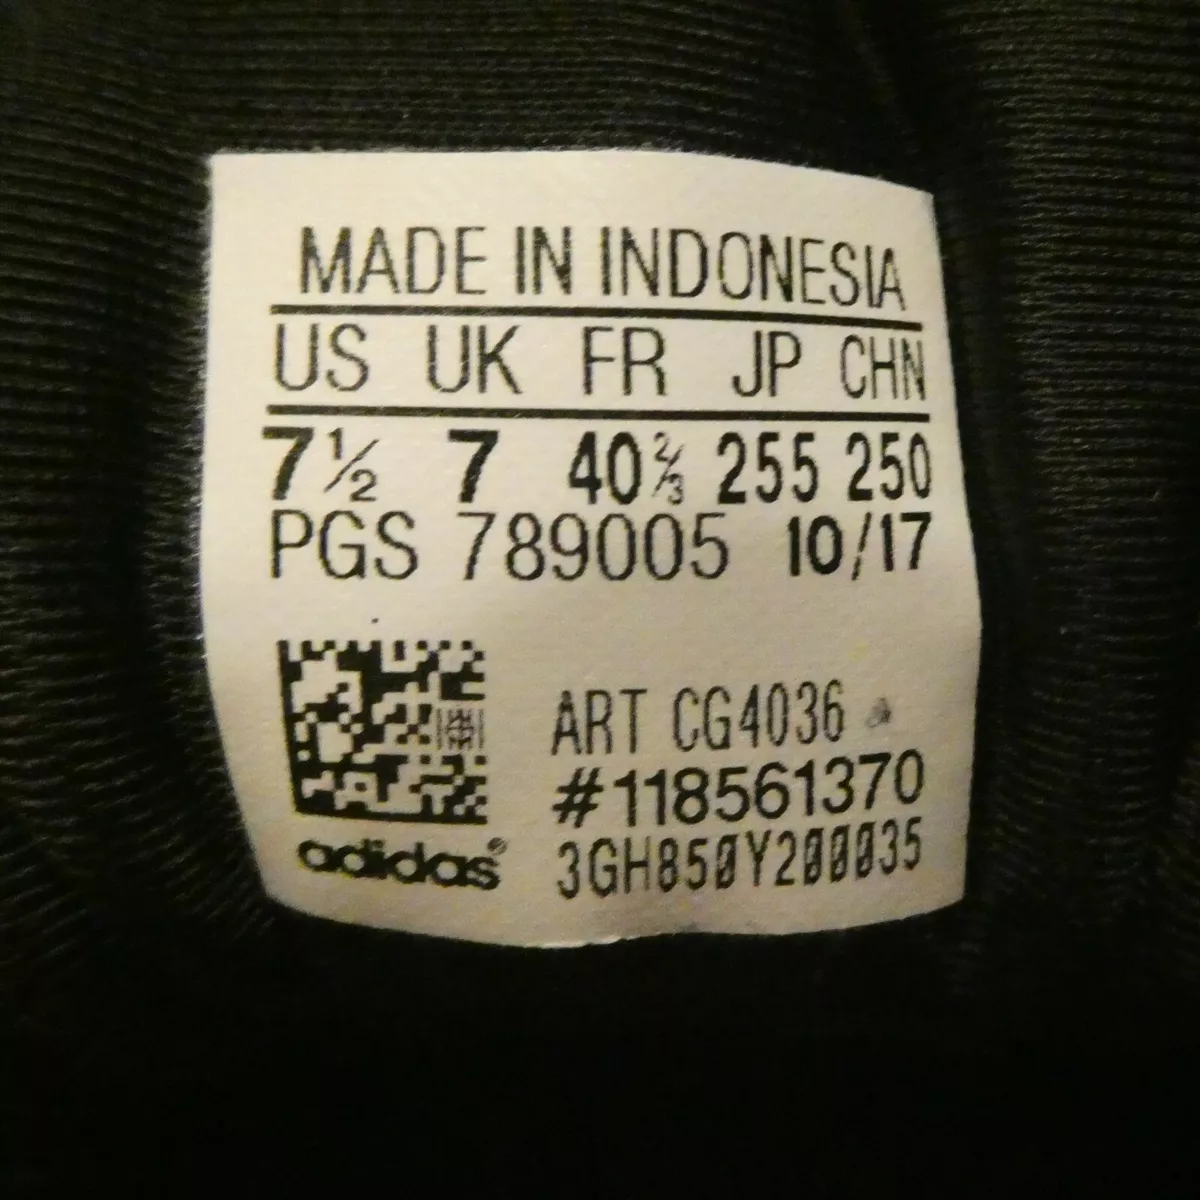 MADE IN INDONESIA
US UK FR JP CHN
7½ 7 40⅔ 255 250
PGS 789005 10/17
ART CG4036
#118561370
adidas® 3GH850Y200035